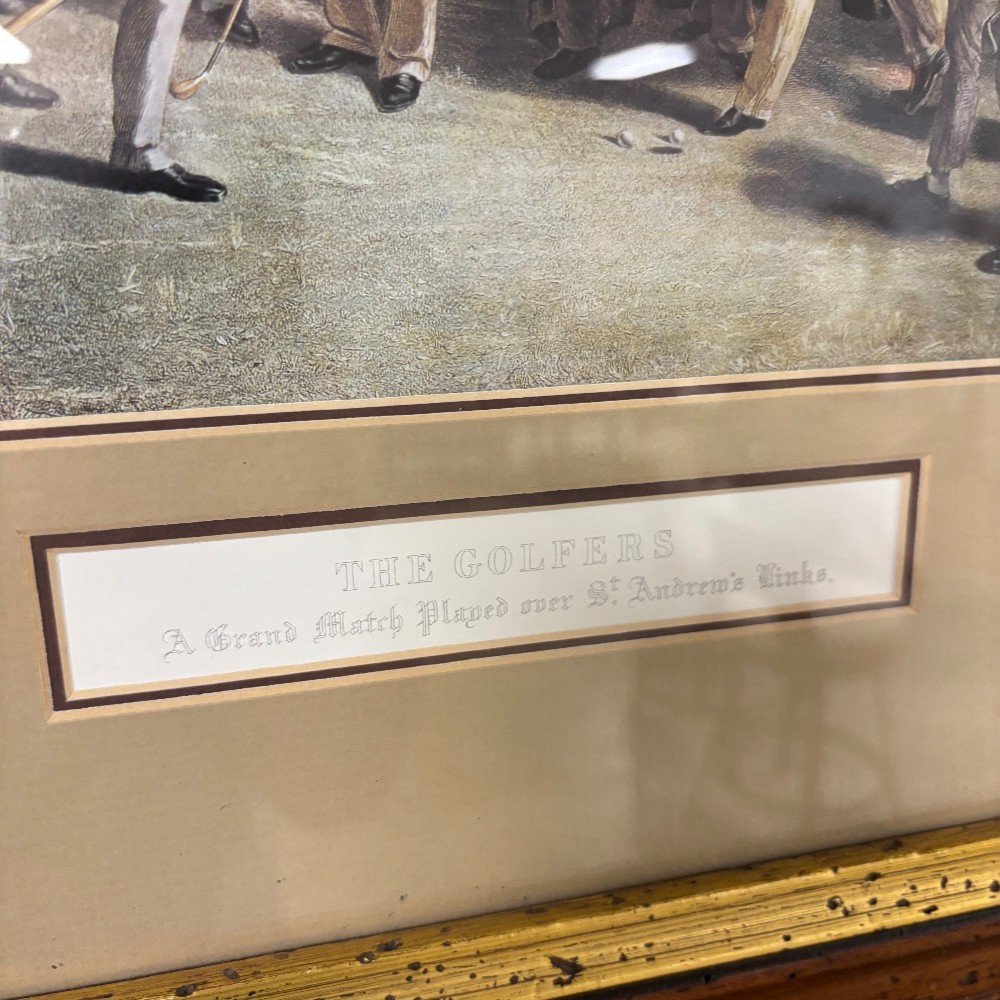 THE GOLFERS
A Grand Match Played over St. Andrew's Links.